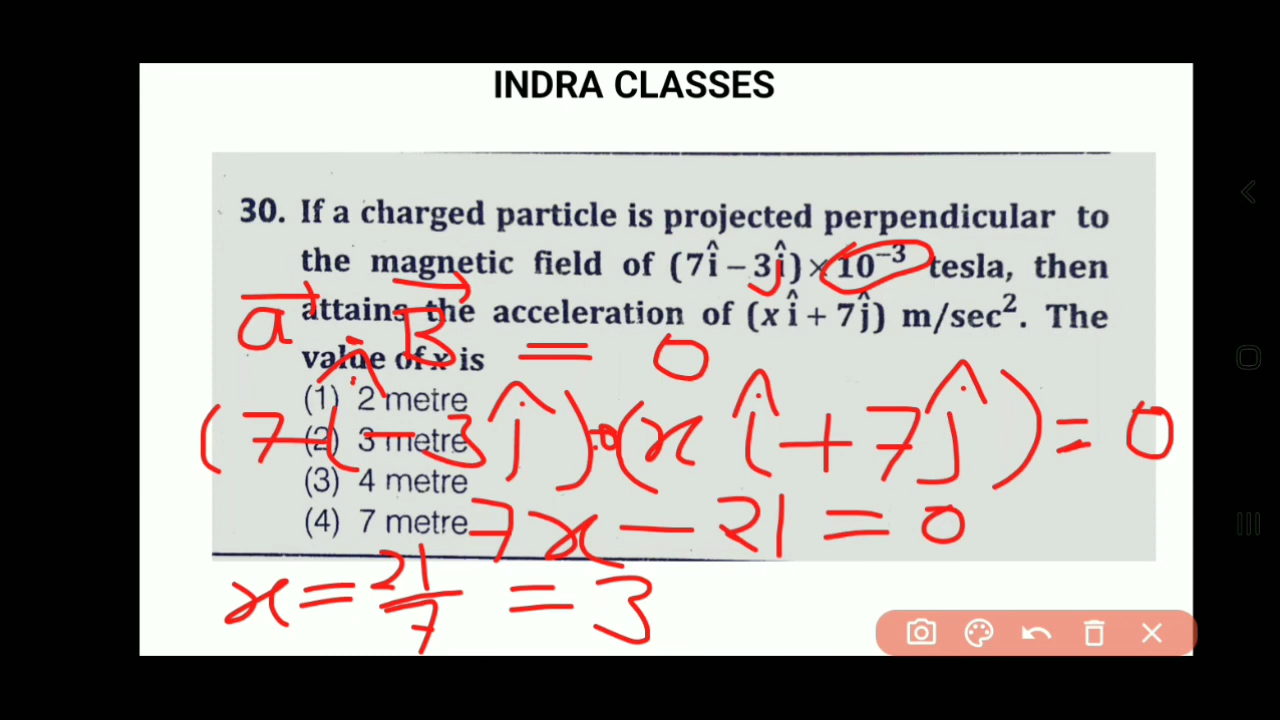 INDRA CLASSES
30. If a charged particle is projected perpendicular to
the magnetic field of (7î − 3ĵ) × 10⁻³ tesla, then
attains the acceleration of (x î + 7ĵ) m/sec². The
value of x is
(1) 2 metre
(2) 3 metre
(3) 4 metre
(4) 7 metre
a⃗ · B⃗ = 0
(7î − 3ĵ)·(x î + 7ĵ) = 0
7x − 21 = 0
x = 21/7 = 3